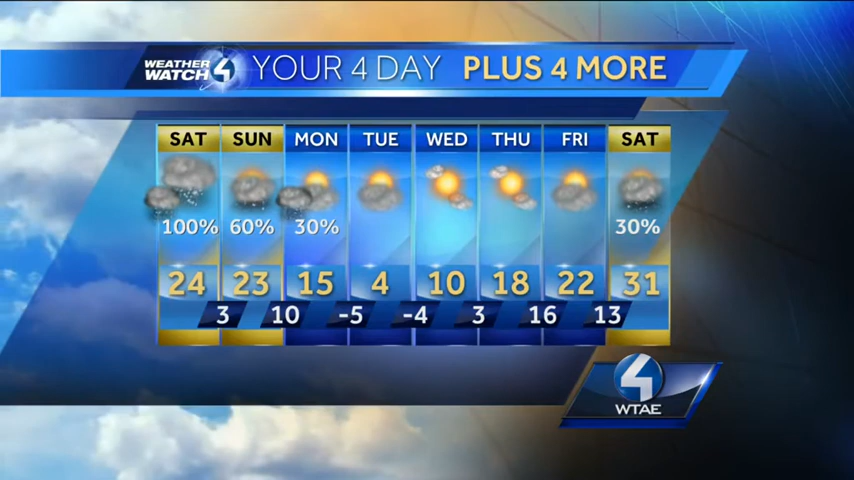 WEATHER
WATCH 4
YOUR 4 DAY PLUS 4 MORE
SAT SUN MON TUE WED THU FRI SAT
100% 60% 30% 30%
24 23 15 4 10 18 22 31
3 10 -5 -4 3 16 13
4
WTAE